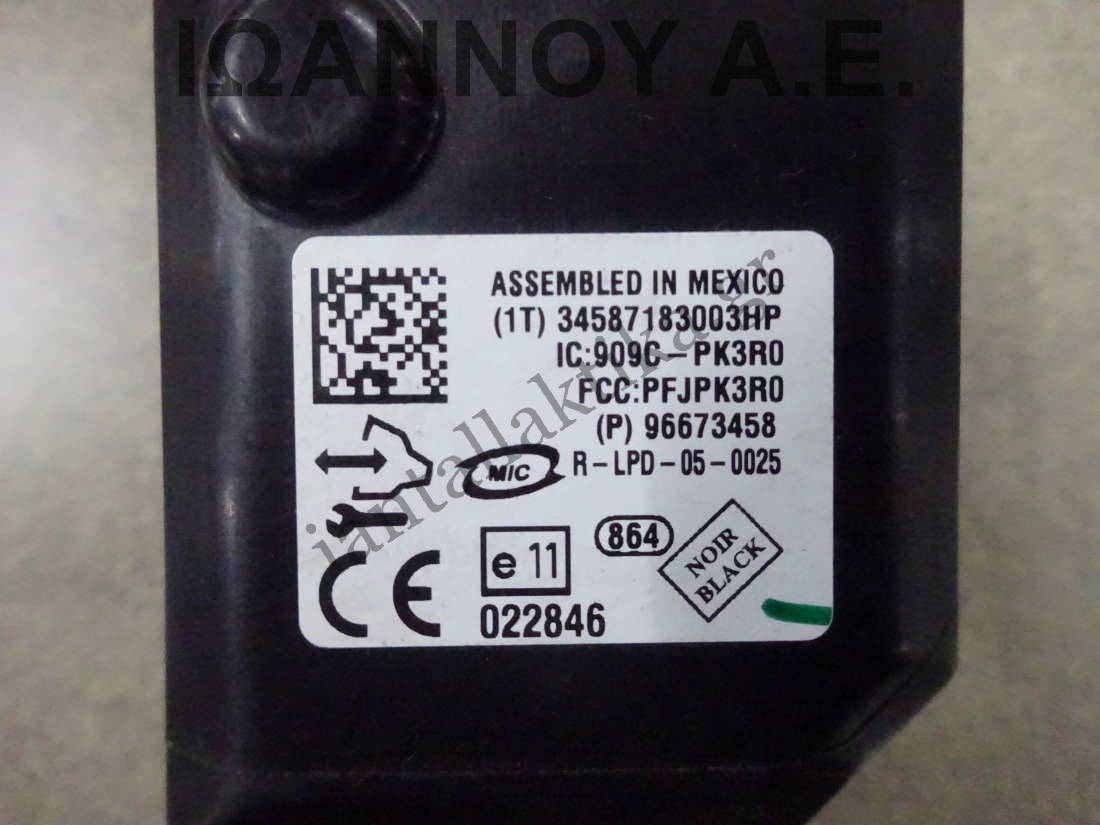 ΙΩΑΝΝΟΥ Α.Ε.
ASSEMBLED IN MEXICO
(1T) 34587183003HP
IC:909C-PK3R0
FCC:PFJPK3R0
(P) 96673458
MIC R-LPD-05-0025
CE e 11 864 NOIR
BLACK
022846
iantallaktika.gr